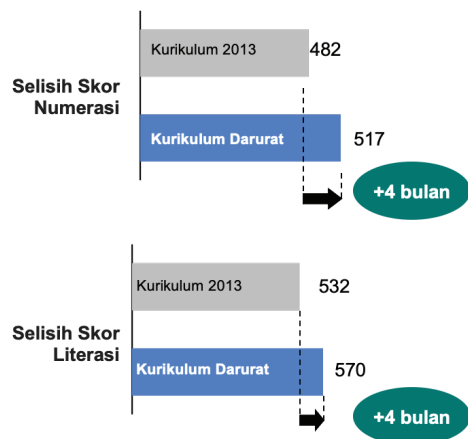 Kurikulum 2013
482
Selisih Skor
Numerasi
Kurikulum Darurat
517
+4 bulan
Kurikulum 2013
532
Selisih Skor
Literasi
Kurikulum Darurat
570
+4 bulan